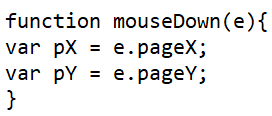 function mouseDown(e){
var pX = e.pageX;
var pY = e.pageY;
}